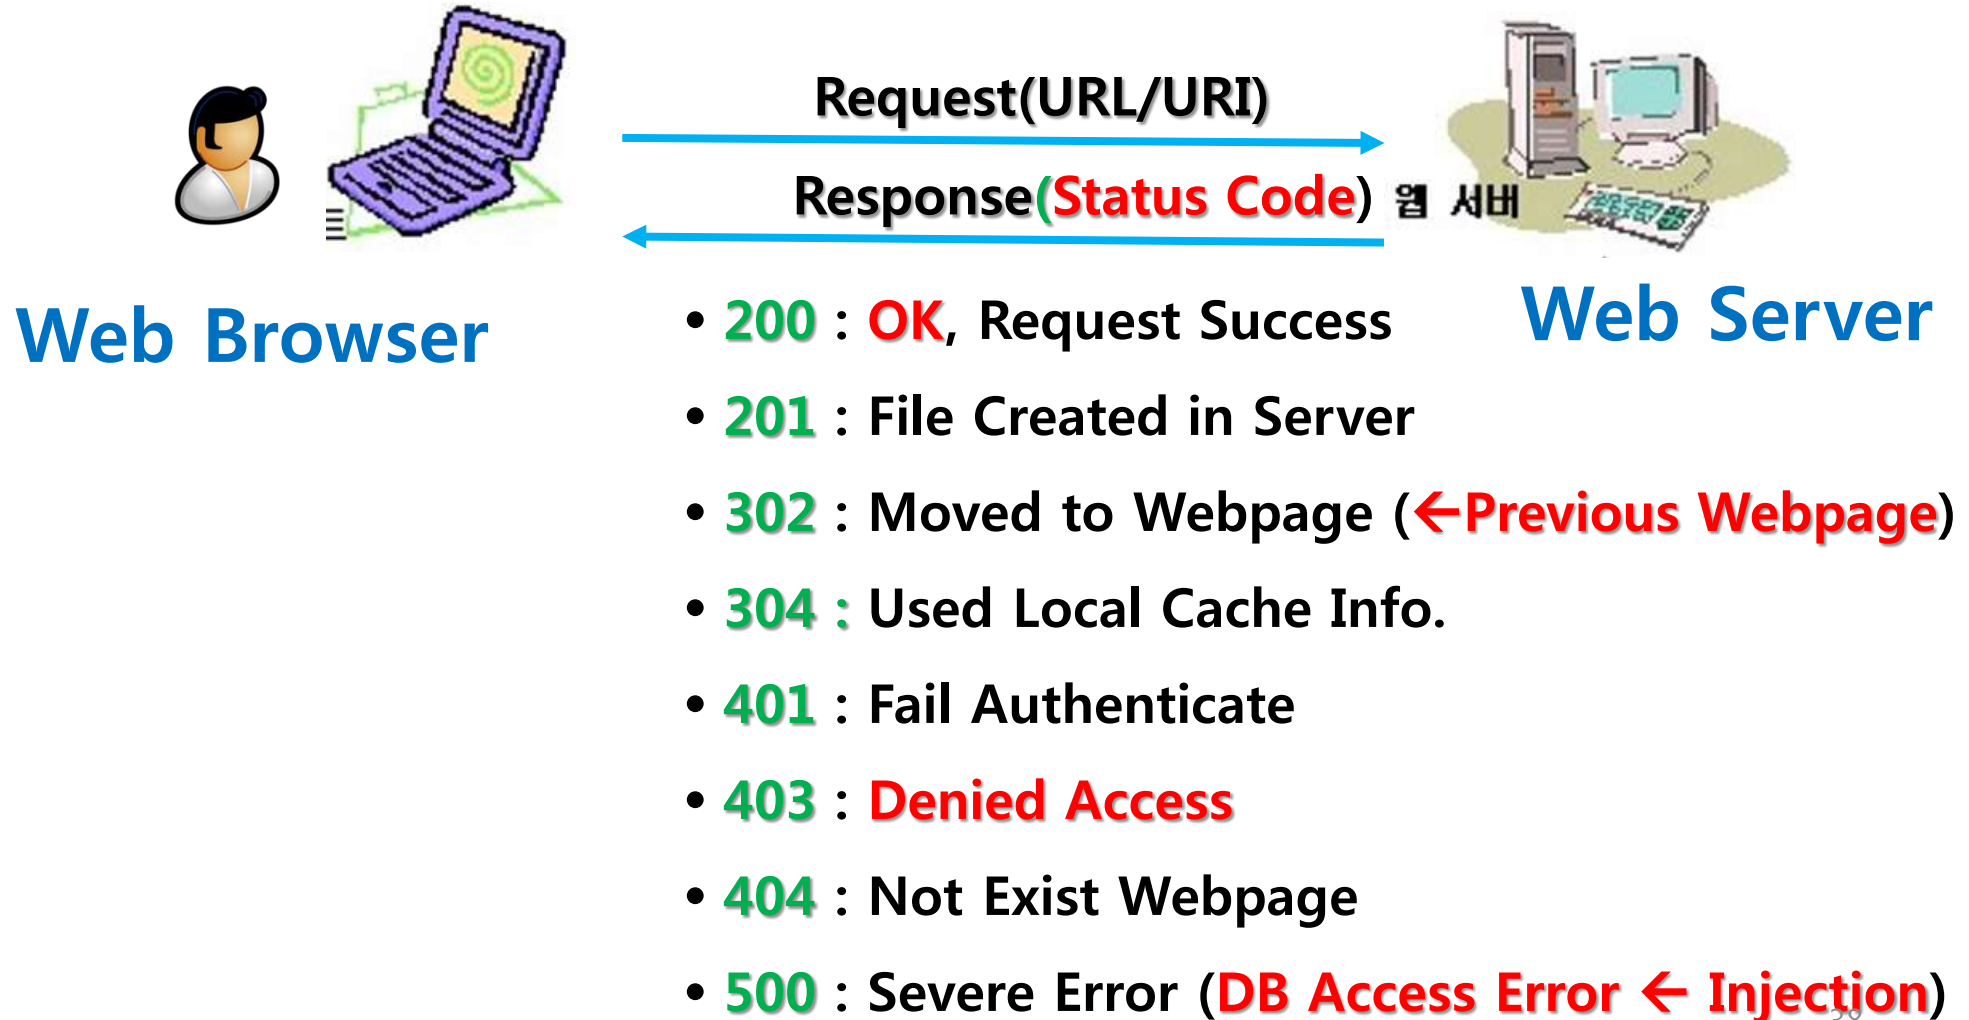 Request(URL/URI)
Response(Status Code)
웹 서버
Web Browser
Web Server
• 200 : OK, Request Success
• 201 : File Created in Server
• 302 : Moved to Webpage (←Previous Webpage)
• 304 : Used Local Cache Info.
• 401 : Fail Authenticate
• 403 : Denied Access
• 404 : Not Exist Webpage
• 500 : Severe Error (DB Access Error ← Injection)